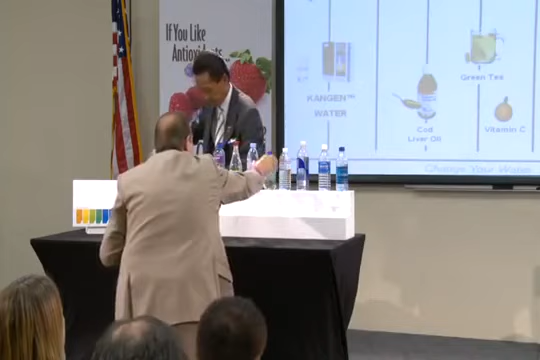 If You Like
Antioxidants...
KANGEN™
WATER
Green Tea
Cod
Liver Oil
Vitamin C
Change Your Water